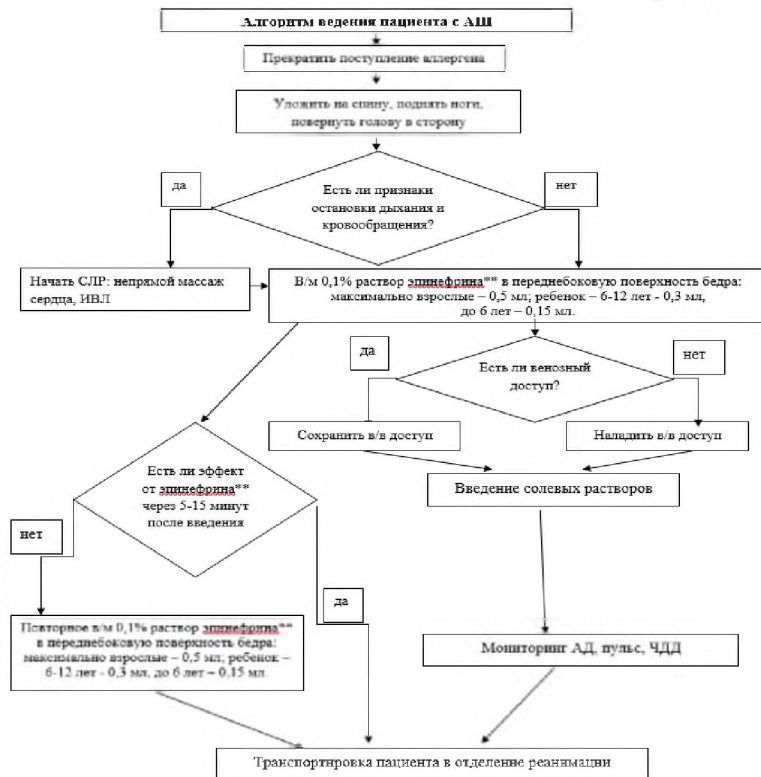 Алгоритм ведения пациента с АШ
Прекратить поступление аллергена
Уложить на спину, поднять ноги,
повернуть голову в сторону
да
Есть ли признаки
остановки дыхания и
кровообращения?
нет
Начать СЛР: непрямой массаж
сердца, ИВЛ
В/м 0,1% раствор эпинефрина** в переднебоковую поверхность бедра:
максимально взрослые – 0,5 мл; ребенок – 6-12 лет - 0,3 мл,
до 6 лет – 0,15 мл.
да
Есть ли венозный
доступ?
нет
Сохранить в/в доступ
Наладить в/в доступ
Есть ли эффект
от эпинефрина**
через 5-15 минут
после введения
Введение солевых растворов
нет
да
Повторное в/м 0,1% раствор эпинефрина**
в переднебоковую поверхность бедра:
максимально взрослые – 0,5 мл; ребенок –
6-12 лет - 0,3 мл, до 6 лет – 0,15 мл.
Мониторинг АД, пульс, ЧДД
Транспортировка пациента в отделение реанимации